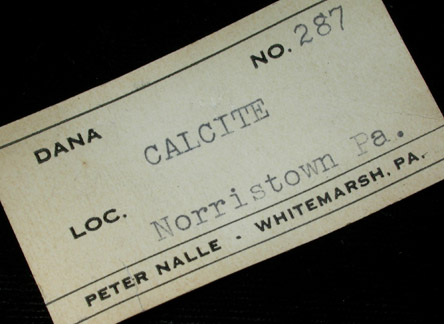 NO. 287
DANA CALCITE
LOC. Norristown Pa.
PETER NALLE - WHITEMARSH, PA.